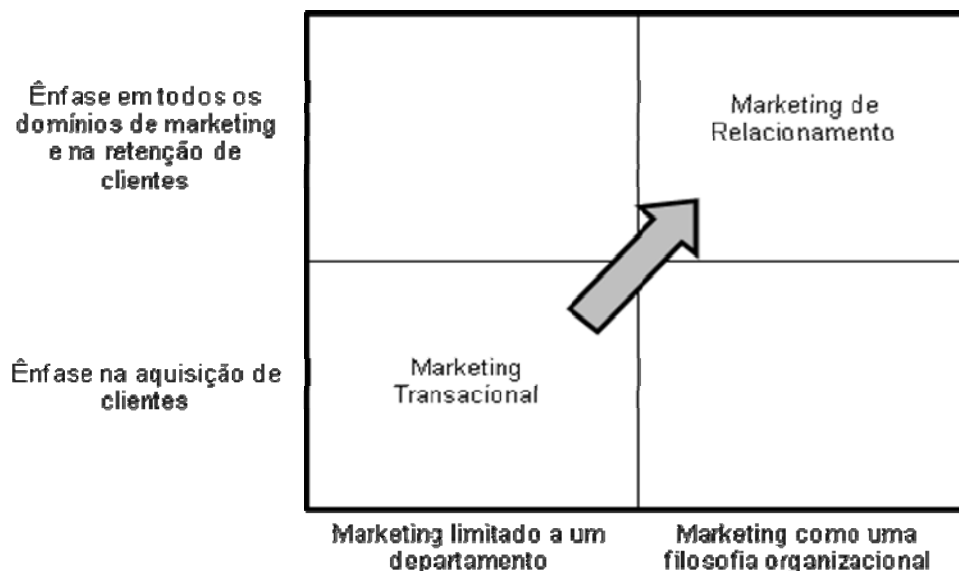 Ênfase em todos os
domínios de marketing
e na retenção de
clientes
Marketing de
Relacionamento
Ênfase na aquisição de
clientes
Marketing
Transacional
Marketing limitado a um
departamento
Marketing como uma
filosofia organizacional